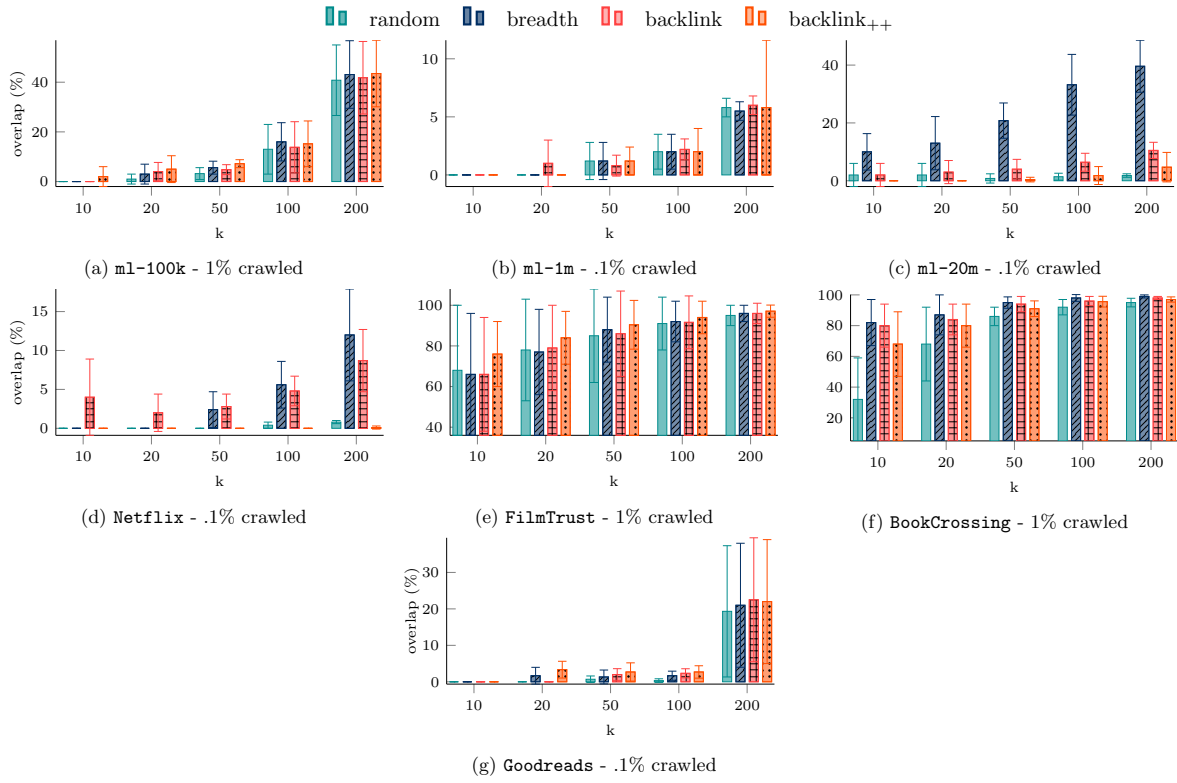 random breadth backlink backlink++
overlap (%)
40
20
0
10 20 50 100 200
k
(a) ml-100k - 1% crawled
10
5
0
10 20 50 100 200
k
(b) ml-1m - .1% crawled
40
20
0
10 20 50 100 200
k
(c) ml-20m - .1% crawled
overlap (%)
15
10
5
0
10 20 50 100 200
k
(d) Netflix - .1% crawled
100
80
60
40
10 20 50 100 200
k
(e) FilmTrust - 1% crawled
100
80
60
40
20
10 20 50 100 200
k
(f) BookCrossing - 1% crawled
overlap (%)
30
20
10
0
10 20 50 100 200
k
(g) Goodreads - .1% crawled